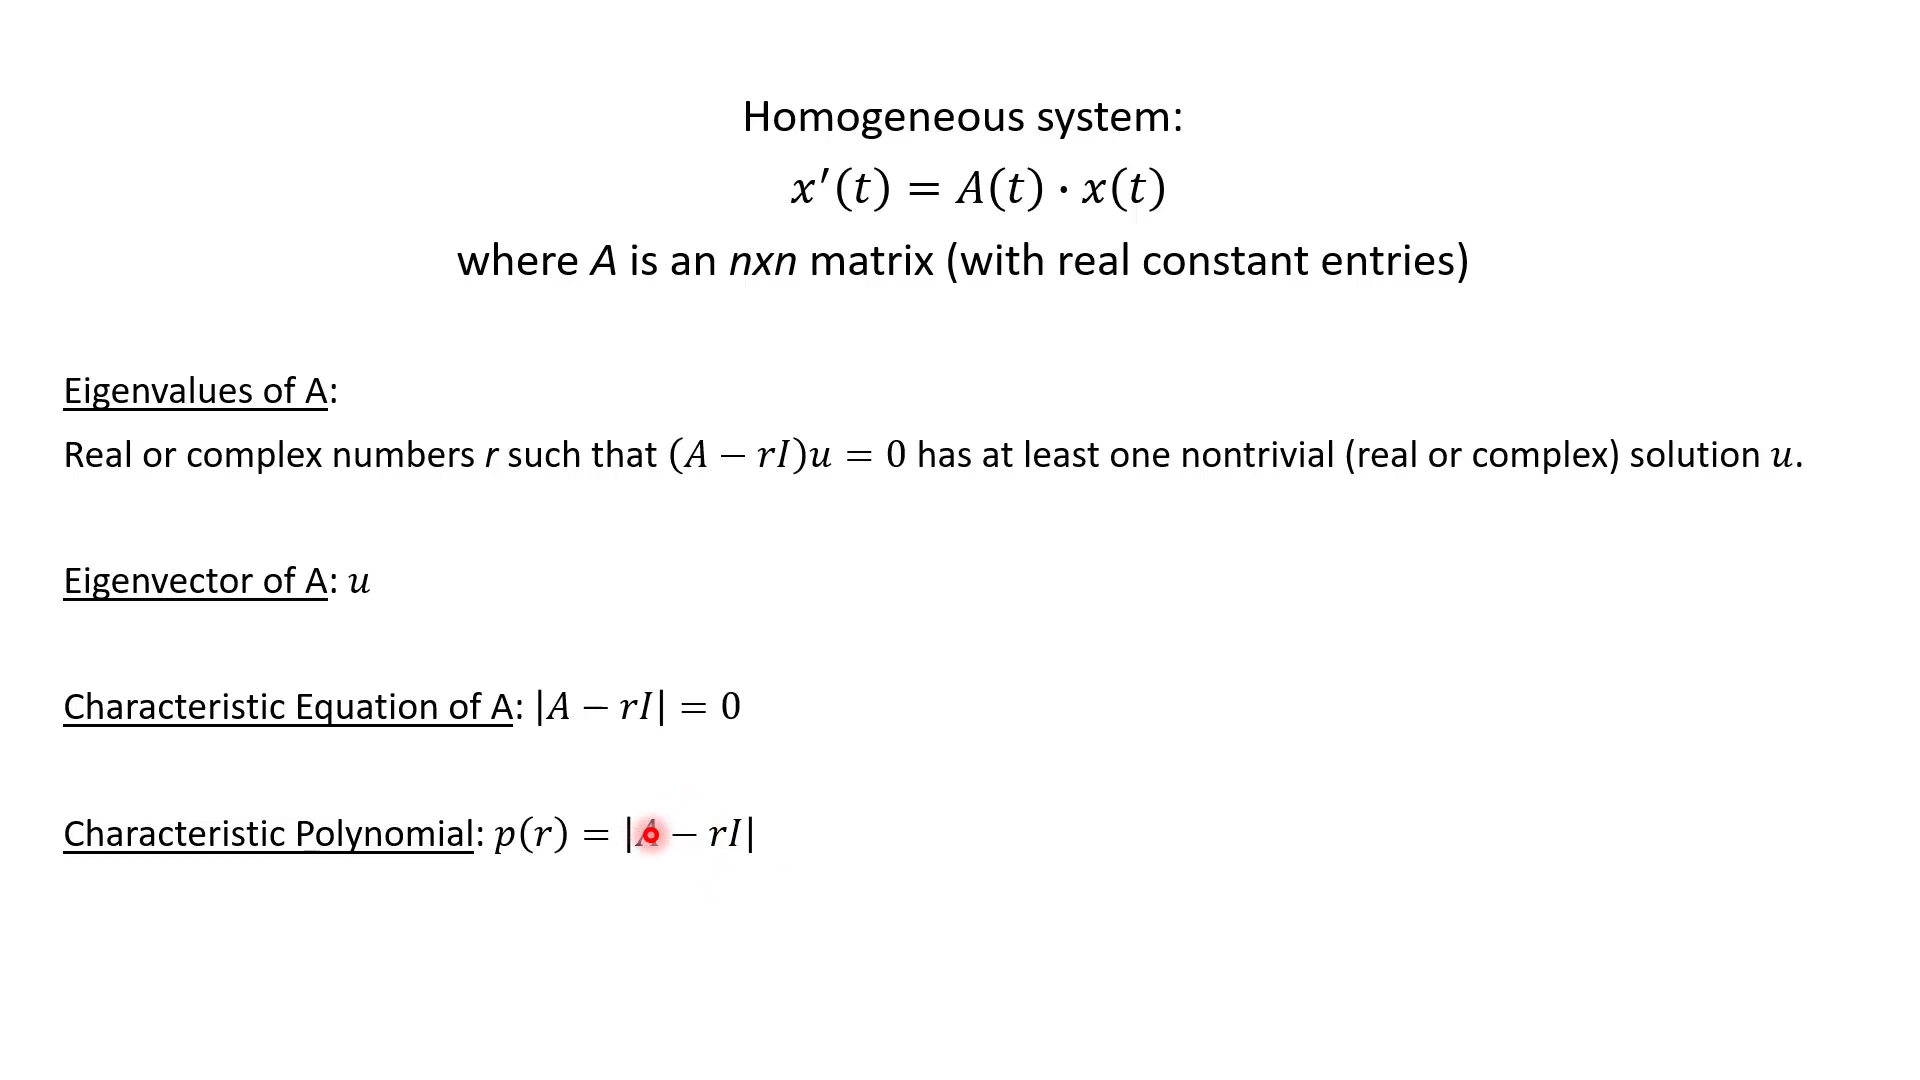 Homogeneous system:
x′(t) = A(t) · x(t)
where A is an nxn matrix (with real constant entries)
Eigenvalues of A:
Real or complex numbers r such that (A − rI)u = 0 has at least one nontrivial (real or complex) solution u.
Eigenvector of A: u
Characteristic Equation of A: |A − rI| = 0
Characteristic Polynomial: p(r) = |A − rI|